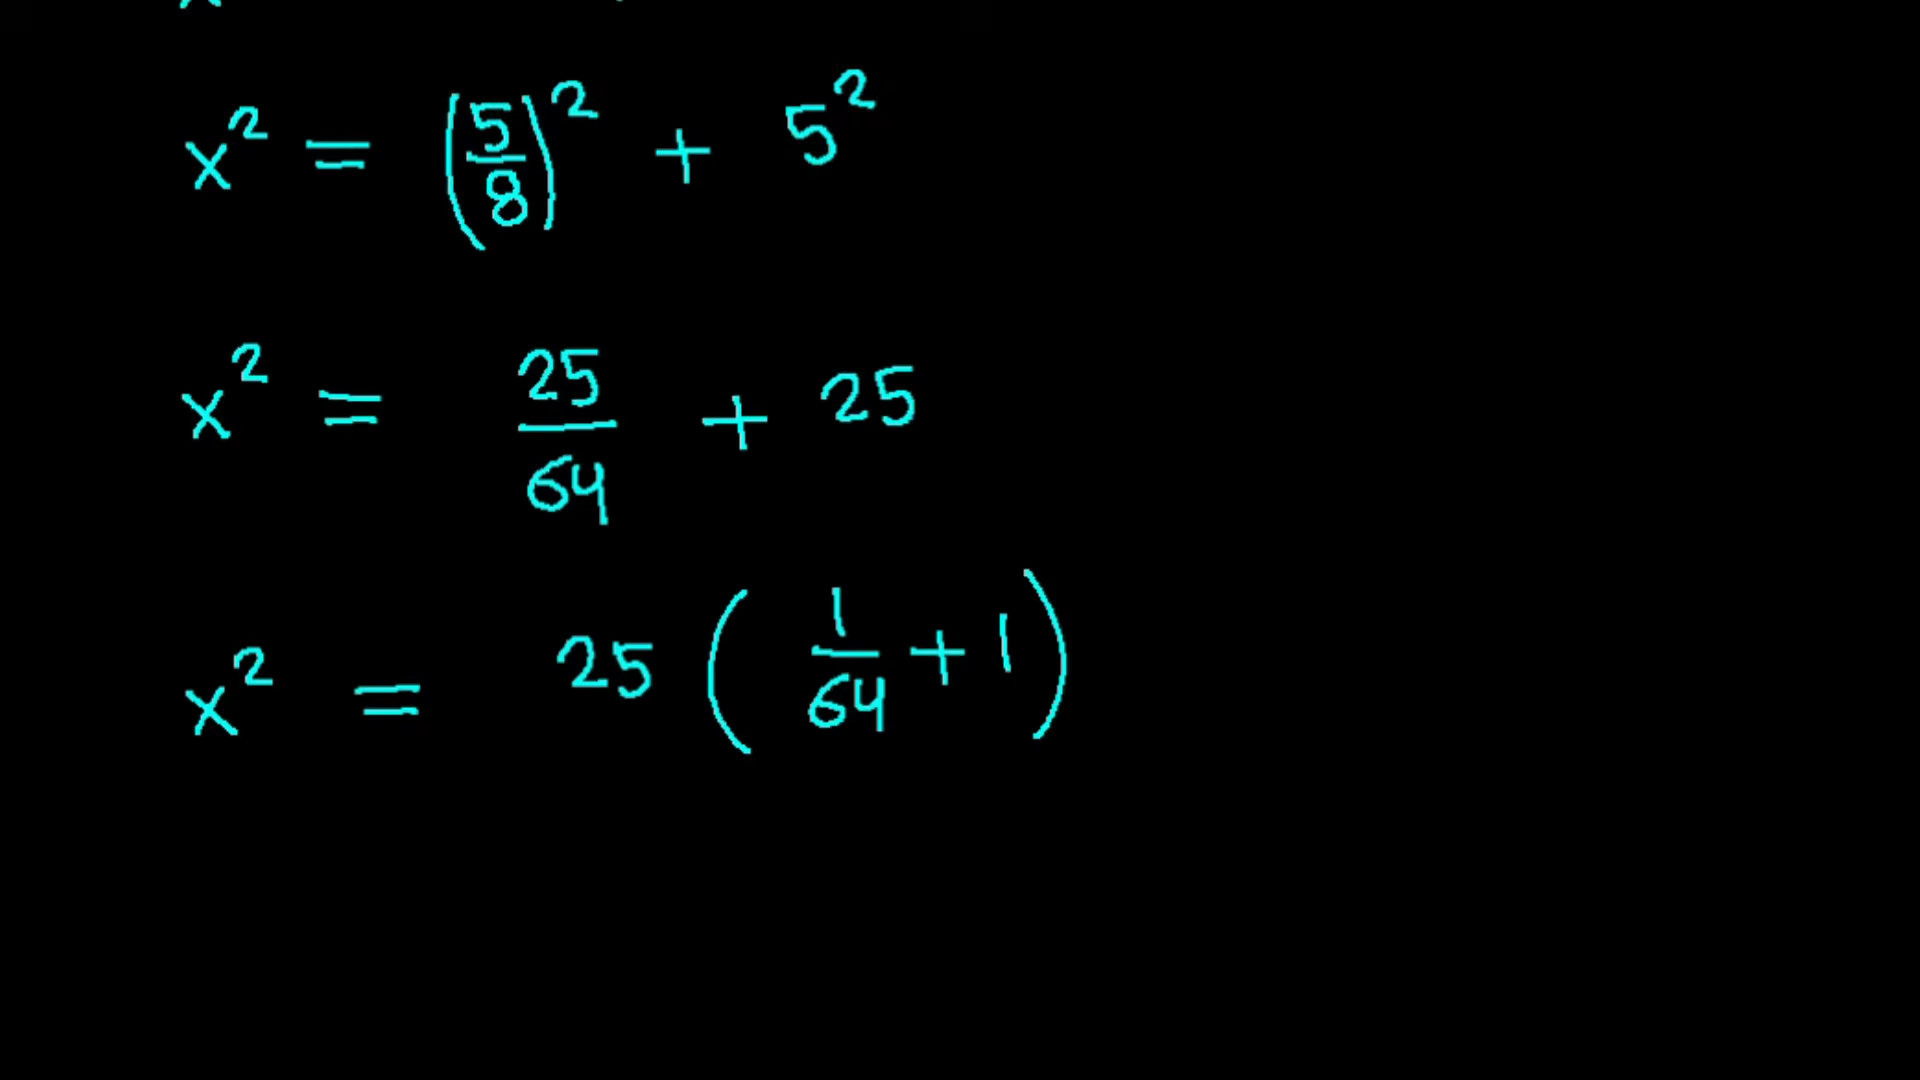 x² = (5/8)² + 5²
x² = 25/64 + 25
x² = 25 (1/64 + 1)